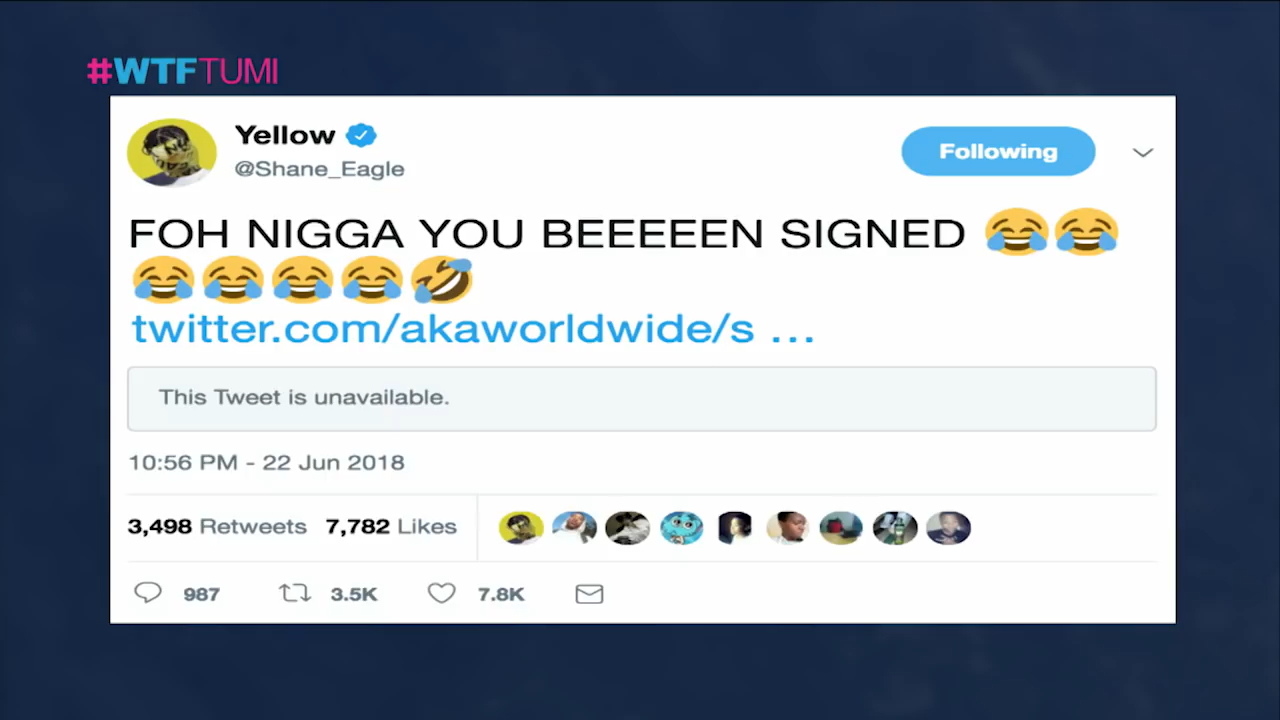 #WTFTUMI
Yellow
@Shane_Eagle
Following
FOH NIGGA YOU BEEEEEN SIGNED 😂😂
😂😂😂😂🤣
twitter.com/akaworldwide/s ...
This Tweet is unavailable.
10:56 PM - 22 Jun 2018
3,498 Retweets 7,782 Likes
987 3.5K 7.8K